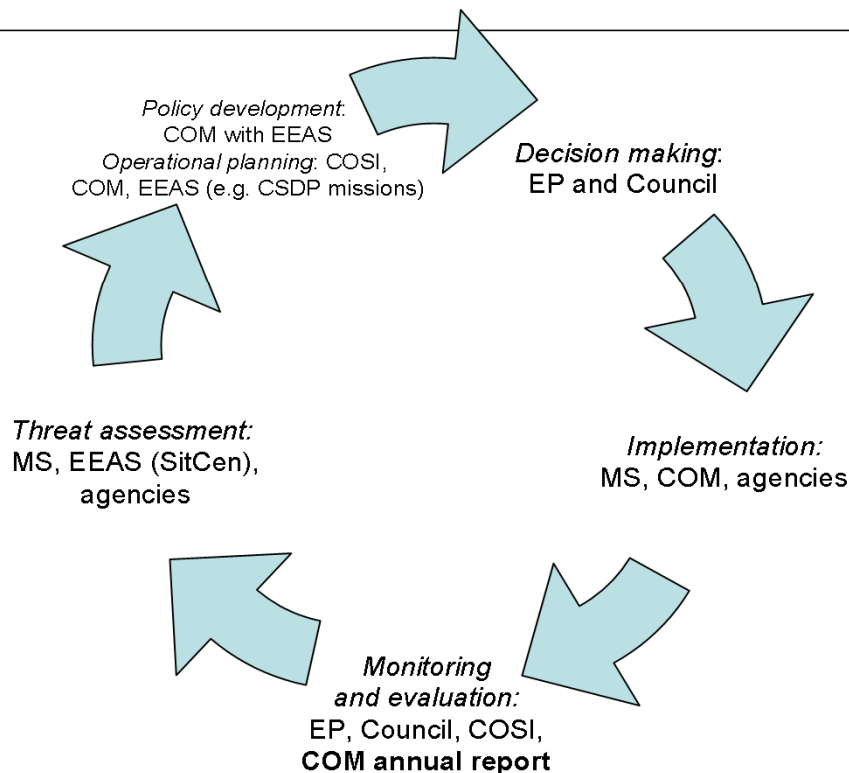 Policy development:
COM with EEAS
Operational planning: COSI,
COM, EEAS (e.g. CSDP missions)
Decision making:
EP and Council
Implementation:
MS, COM, agencies
Monitoring
and evaluation:
EP, Council, COSI,
COM annual report
Threat assessment:
MS, EEAS (SitCen),
agencies